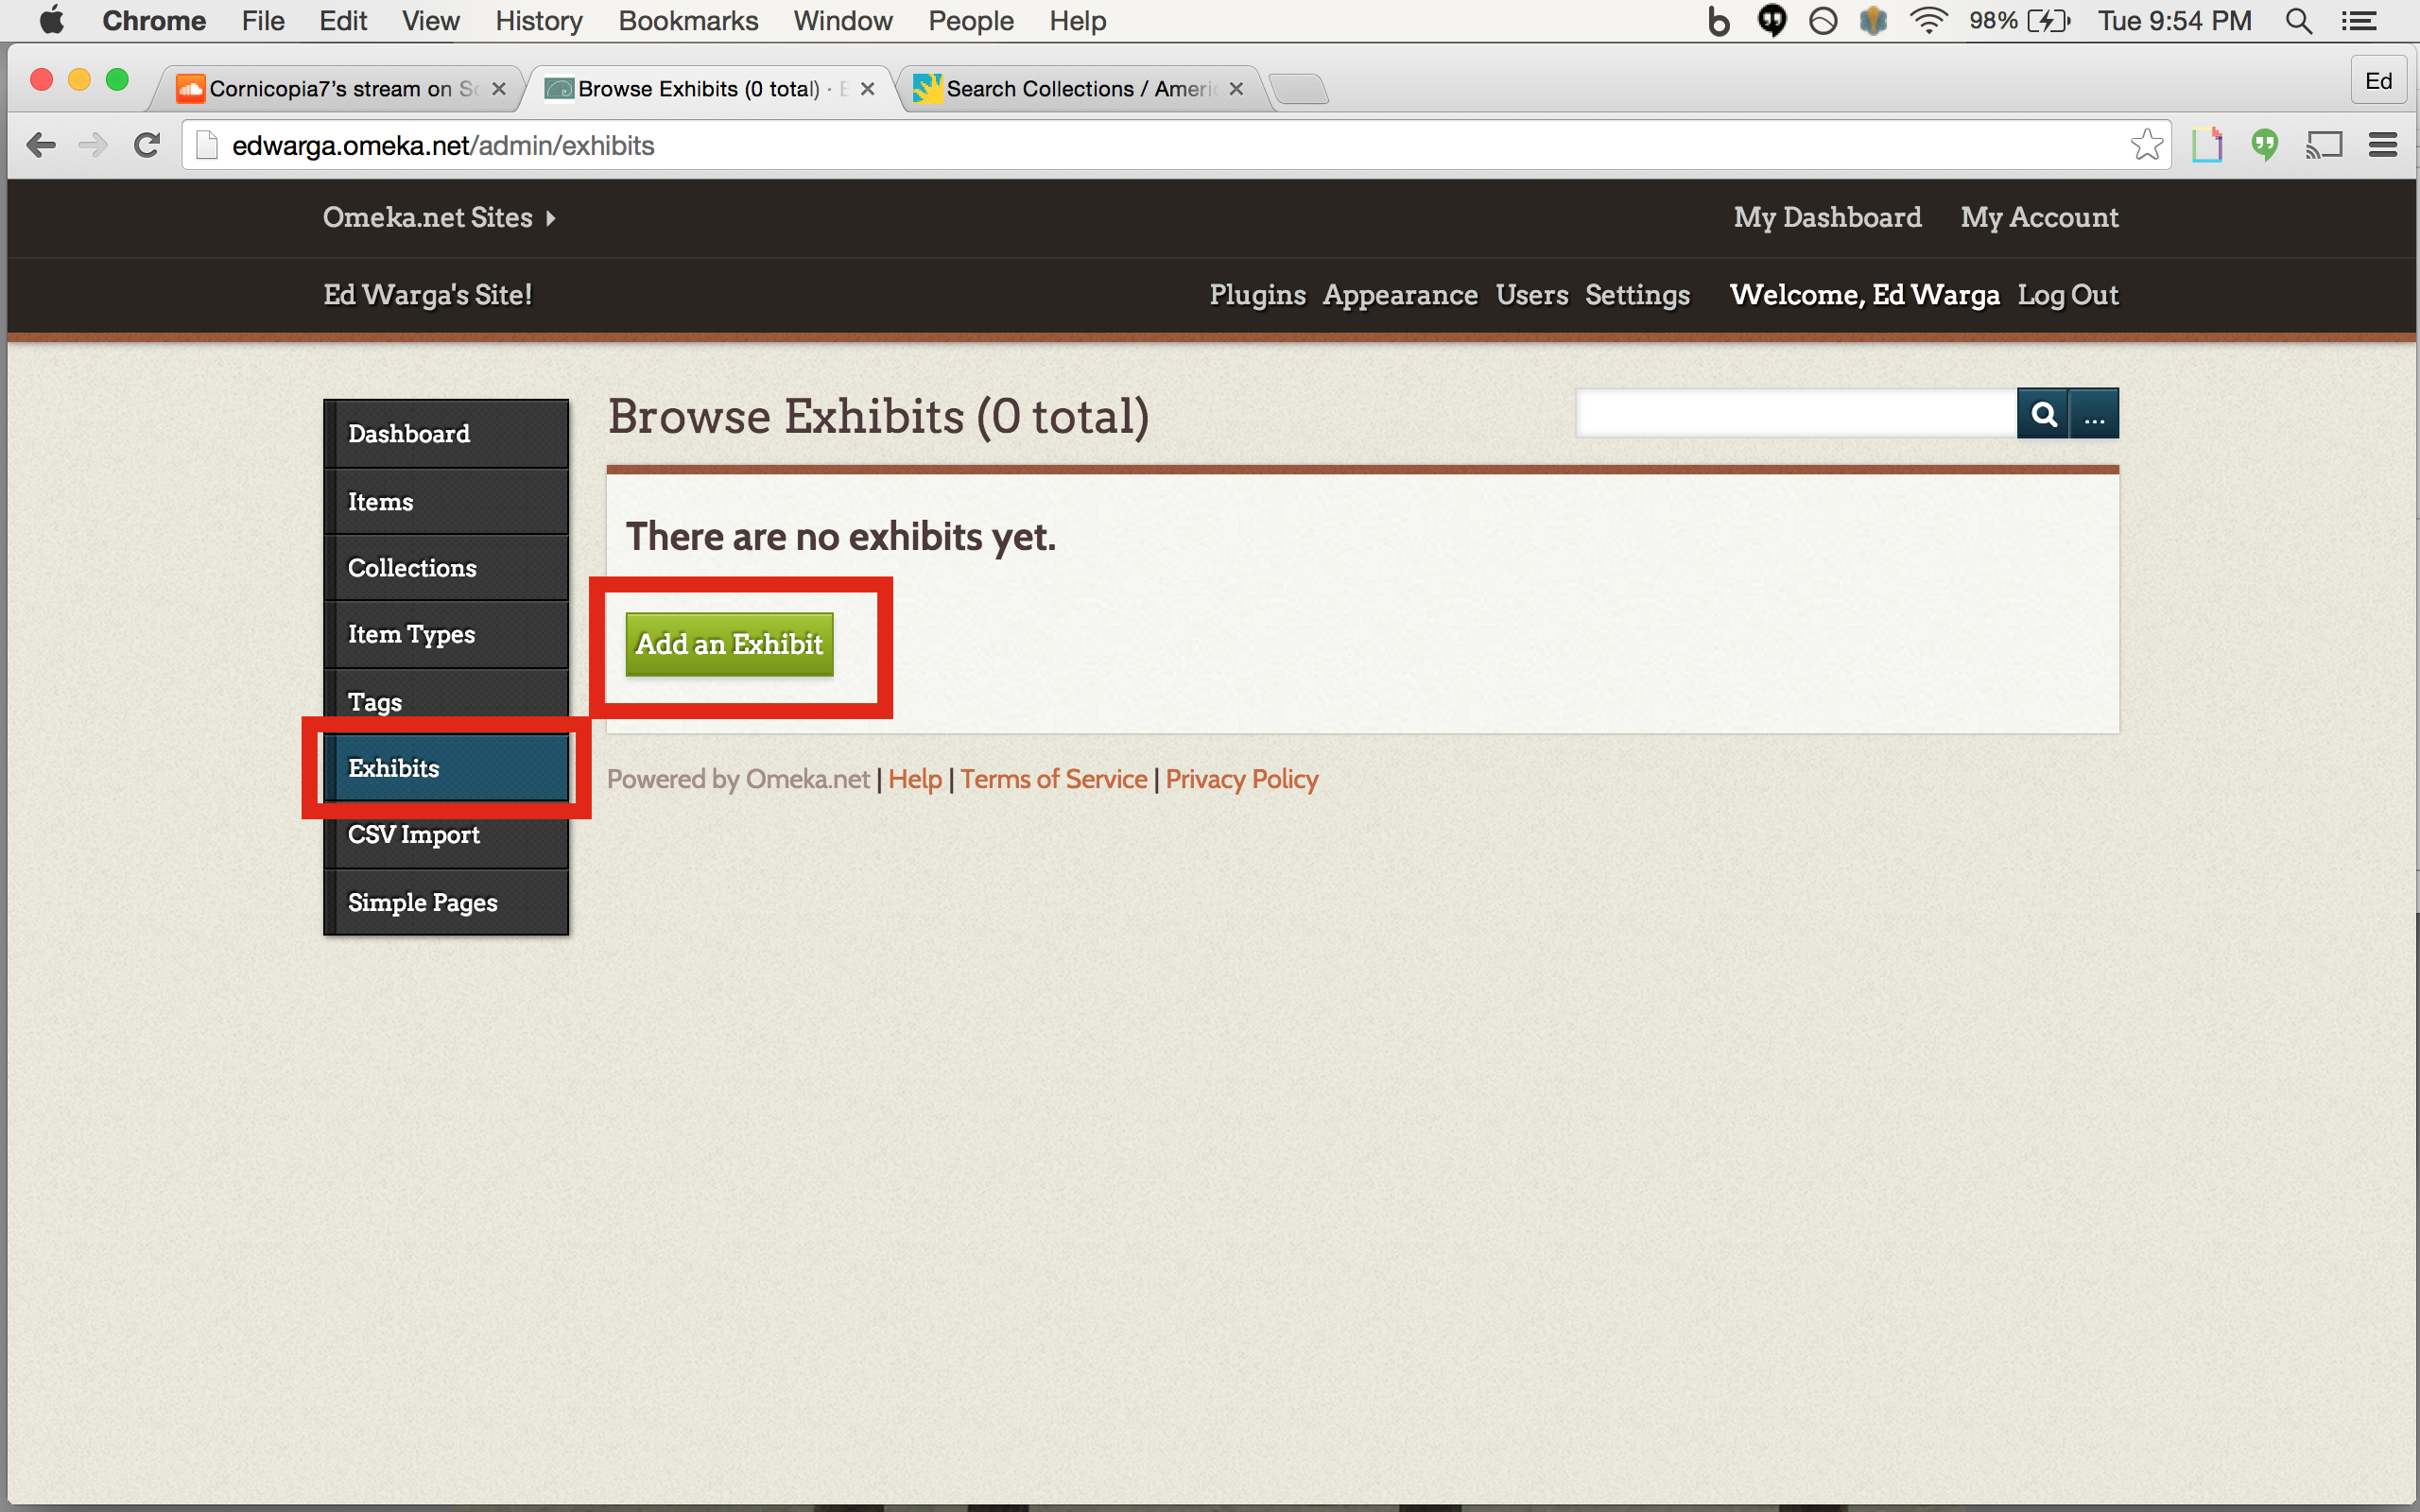 Chrome File Edit View History Bookmarks Window People Help 98% Tue 9:54 PM
Cornicopia7's stream on Browse Exhibits (0 total) · Search Collections / Ameri Ed
edwarga.omeka.net/admin/exhibits
Omeka.net Sites My Dashboard My Account
Ed Warga's Site! Plugins Appearance Users Settings Welcome, Ed Warga Log Out
Browse Exhibits (0 total) ...
Dashboard
Items
Collections
Item Types
Tags
Exhibits
CSV Import
Simple Pages
There are no exhibits yet.
Add an Exhibit
Powered by Omeka.net | Help | Terms of Service | Privacy Policy